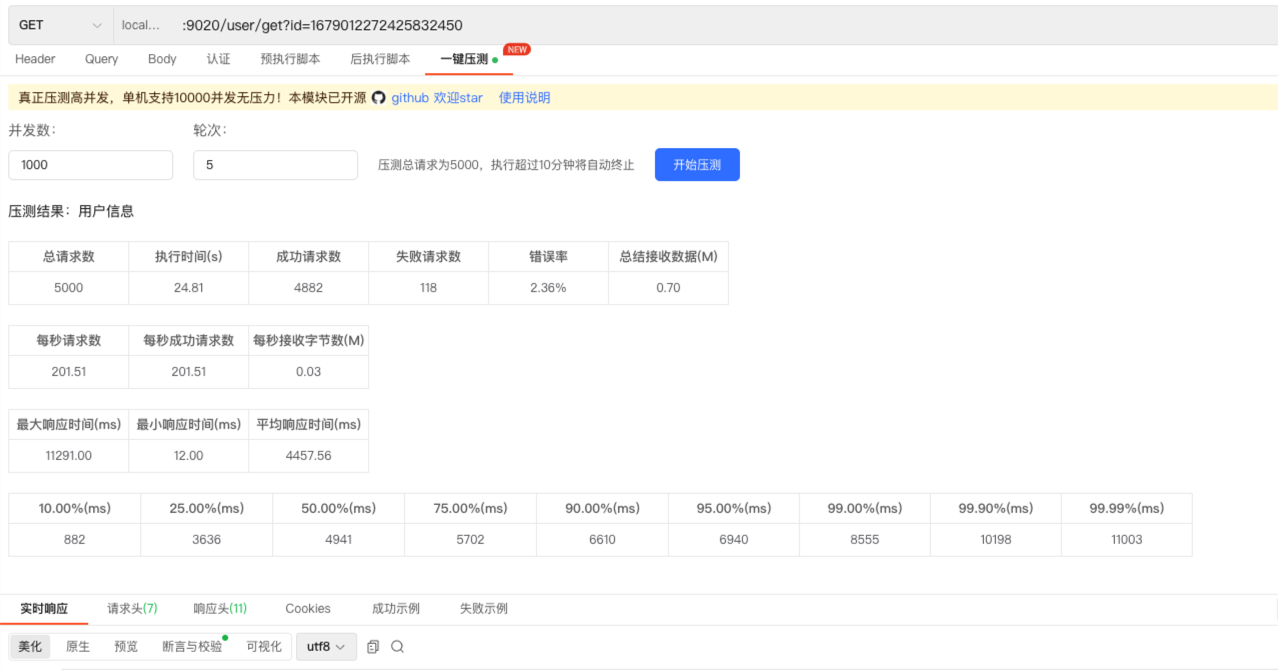 GET local... :9020/user/get?id=1679012272425832450
Header Query Body 认证 预执行脚本 后执行脚本 一键压测 NEW
真正压测高并发，单机支持10000并发无压力！本模块已开源 github 欢迎star 使用说明
并发数: 轮次:
1000 5 压测总请求为5000，执行超过10分钟将自动终止 开始压测
压测结果：用户信息
总请求数 执行时间(s) 成功请求数 失败请求数 错误率 总结接收数据(M)
5000 24.81 4882 118 2.36% 0.70
每秒请求数 每秒成功请求数 每秒接收字节数(M)
201.51 201.51 0.03
最大响应时间(ms) 最小响应时间(ms) 平均响应时间(ms)
11291.00 12.00 4457.56
10.00%(ms) 25.00%(ms) 50.00%(ms) 75.00%(ms) 90.00%(ms) 95.00%(ms) 99.00%(ms) 99.90%(ms) 99.99%(ms)
882 3636 4941 5702 6610 6940 8555 10198 11003
实时响应 请求头(7) 响应头(11) Cookies 成功示例 失败示例
美化 原生 预览 断言与校验 可视化 utf8